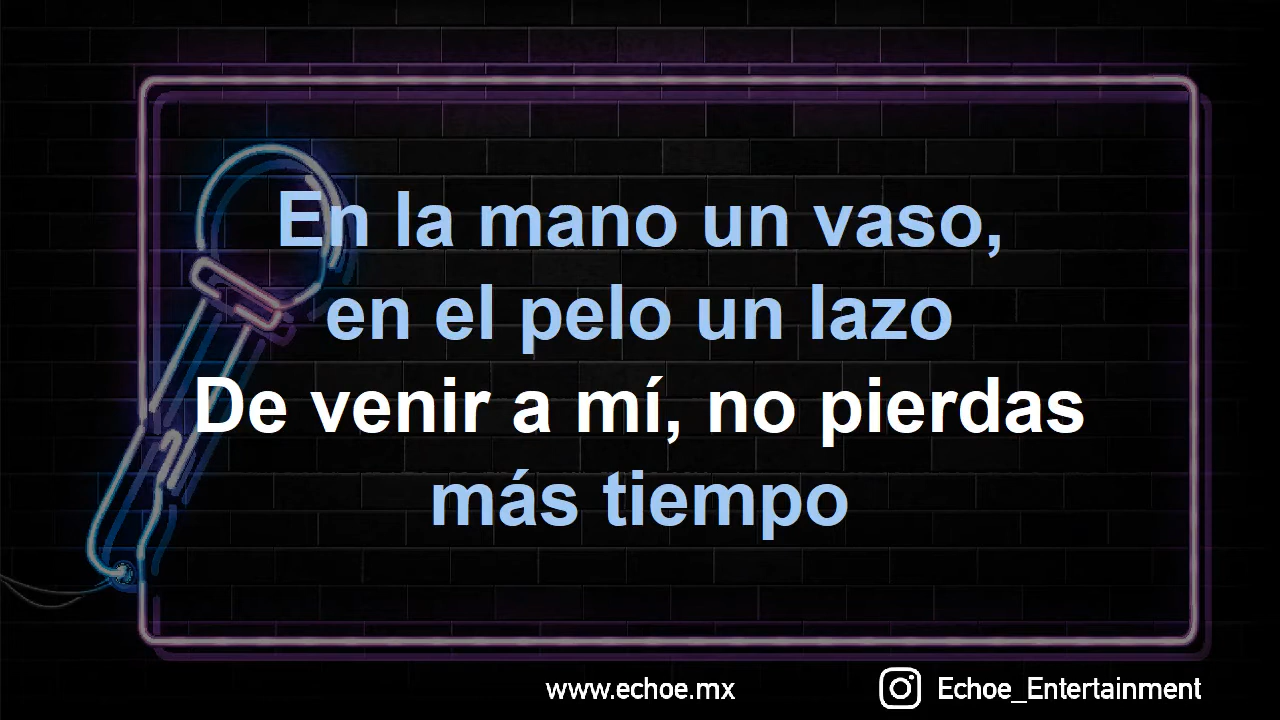 En la mano un vaso,
en el pelo un lazo
De venir a mí, no pierdas
más tiempo
www.echoe.mx
Echoe_Entertainment